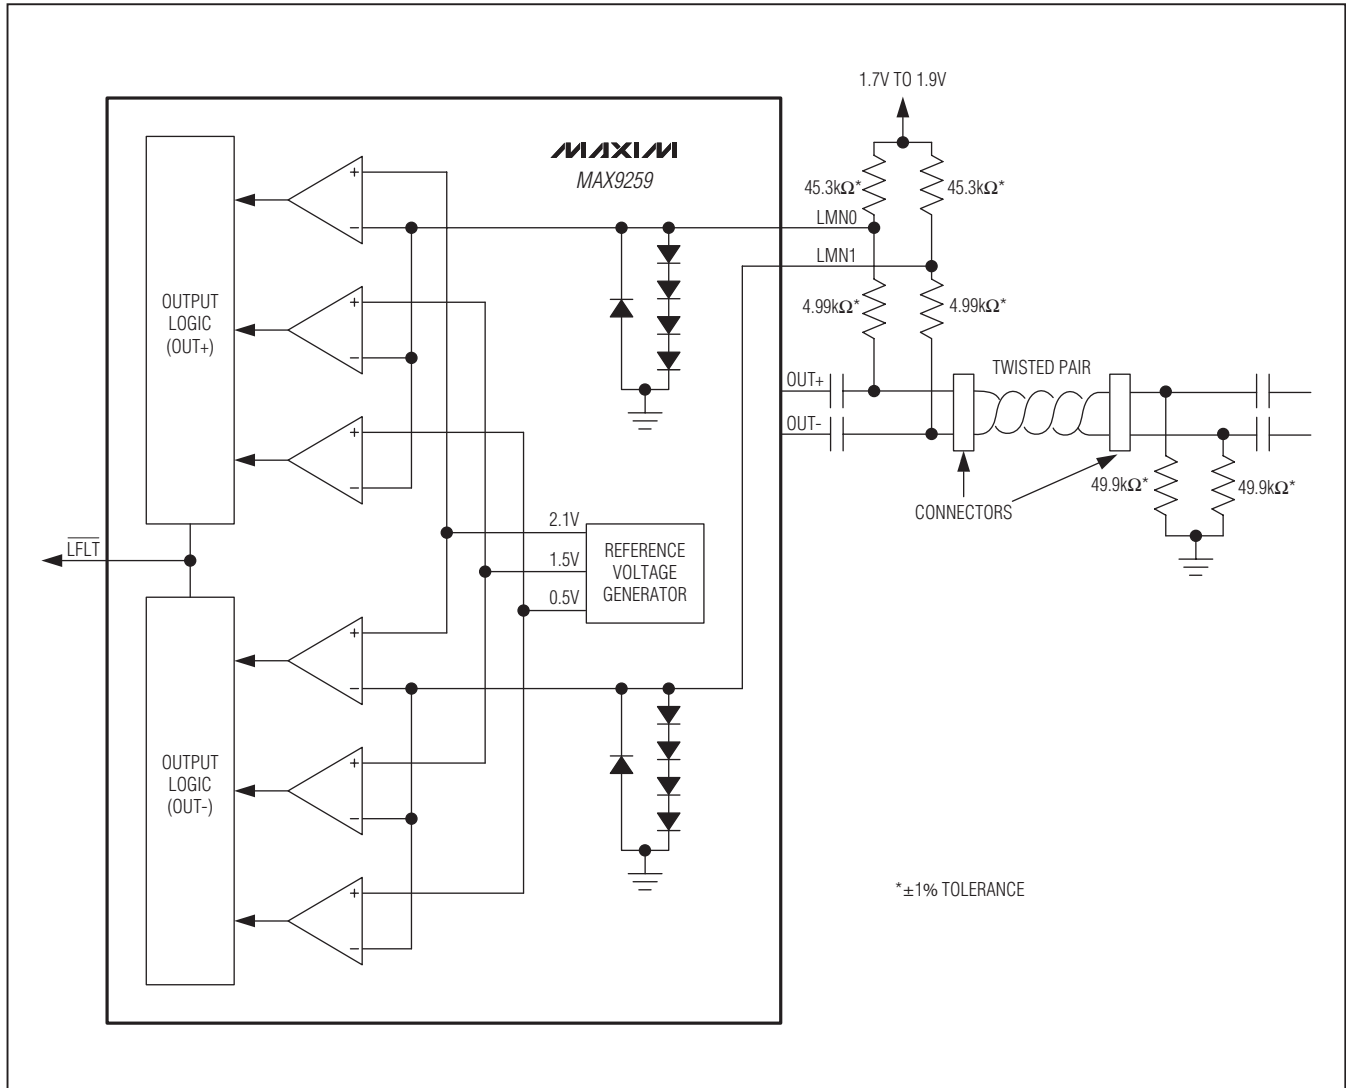 1.7V TO 1.9V
MAXIM
MAX9259
45.3kΩ*
45.3kΩ*
LMN0
LMN1
4.99kΩ*
4.99kΩ*
OUTPUT
LOGIC
(OUT+)
TWISTED PAIR
OUT+
OUT-
49.9kΩ*
49.9kΩ*
CONNECTORS
LFLT
2.1V
1.5V
0.5V
REFERENCE
VOLTAGE
GENERATOR
OUTPUT
LOGIC
(OUT-)
*±1% TOLERANCE